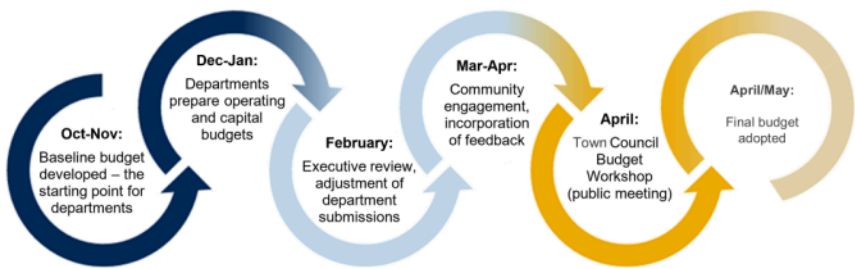 Oct-Nov:
Baseline budget
developed – the
starting point for
departments
Dec-Jan:
Departments
prepare operating
and capital
budgets
February:
Executive review,
adjustment of
department
submissions
Mar-Apr:
Community
engagement,
incorporation
of feedback
April:
Town Council
Budget
Workshop
(public meeting)
April/May:
Final budget
adopted